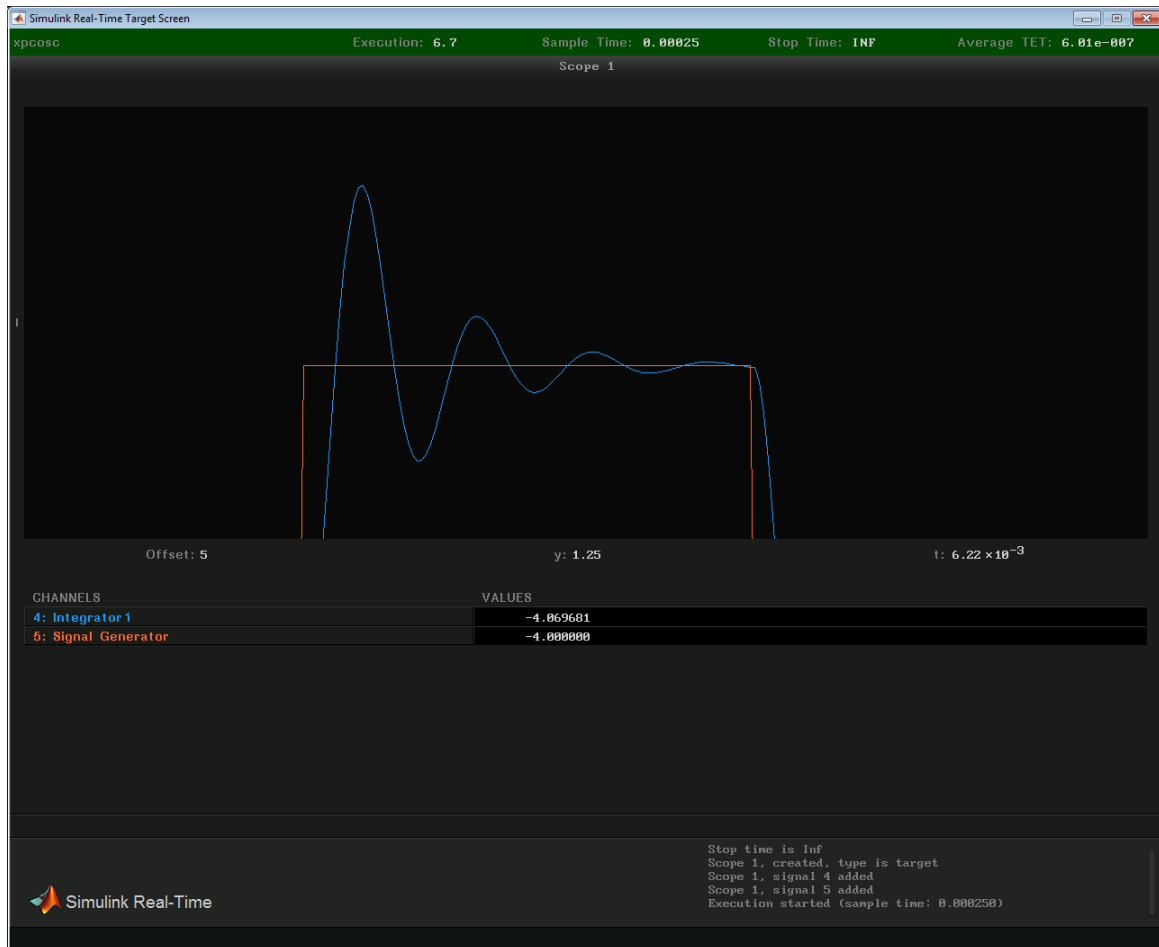 Simulink Real-Time Target Screen
xpcosc Execution: 6.7 Sample Time: 0.00025 Stop Time: INF Average TET: 6.01e-007
Scope 1
Offset: 5 y: 1.25 t: 6.22 ×10⁻³
CHANNELS VALUES
4: Integrator1 -4.069681
5: Signal Generator -4.000000
Stop time is Inf
Scope 1, created, type is target
Scope 1, signal 4 added
Scope 1, signal 5 added
Execution started (sample time: 0.000250)
Simulink Real-Time